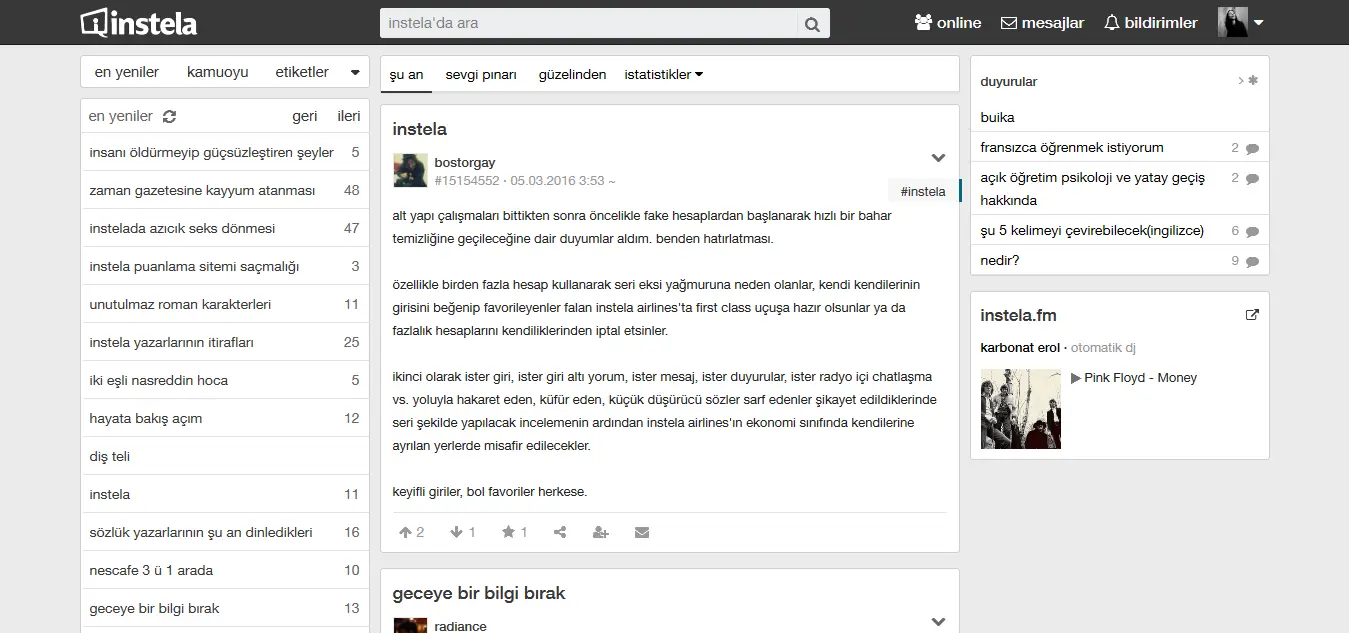 instela
instela'da ara
online
mesajlar
bildirimler
en yeniler
kamuoyu
etiketler
en yeniler
geri
ileri
insanı öldürmeyip güçsüzleştiren şeyler 5
zaman gazetesine kayyum atanması 48
instelada azıcık seks dönmesi 47
instela puanlama sitemi saçmalığı 3
unutulmaz roman karakterleri 11
instela yazarlarının itirafları 25
iki eşli nasreddin hoca 5
hayata bakış açım 12
diş teli
instela 11
sözlük yazarlarının şu an dinledikleri 16
nescafe 3 ü 1 arada 10
geceye bir bilgi bırak 13
şu an
sevgi pınarı
güzelinden
istatistikler
instela
bostorgay
#15154552 · 05.03.2016 3:53 ~
#instela
alt yapı çalışmaları bittikten sonra öncelikle fake hesaplardan başlanarak hızlı bir bahar
temizliğine geçileceğine dair duyumlar aldım. benden hatırlatması.
özellikle birden fazla hesap kullanarak seri eksi yağmuruna neden olanlar, kendi kendilerinin
girisini beğenip favorileyenler falan instela airlines'ta first class uçuşa hazır olsunlar ya da
fazlalık hesaplarını kendiliklerinden iptal etsinler.
ikinci olarak ister giri, ister giri altı yorum, ister mesaj, ister duyurular, ister radyo içi chatlaşma
vs. yoluyla hakaret eden, küfür eden, küçük düşürücü sözler sarf edenler şikayet edildiklerinde
seri şekilde yapılacak incelemenin ardından instela airlines'ın ekonomi sınıfında kendilerine
ayrılan yerlerde misafir edilecekler.
keyifli giriler, bol favoriler herkese.
2
1
1
geceye bir bilgi bırak
radiance
duyurular
buika
fransızca öğrenmek istiyorum 2
açık öğretim psikoloji ve yatay geçiş 2
hakkında
şu 5 kelimeyi çevirebilecek(ingilizce) 6
nedir? 9
instela.fm
karbonat erol · otomatik dj
Pink Floyd - Money